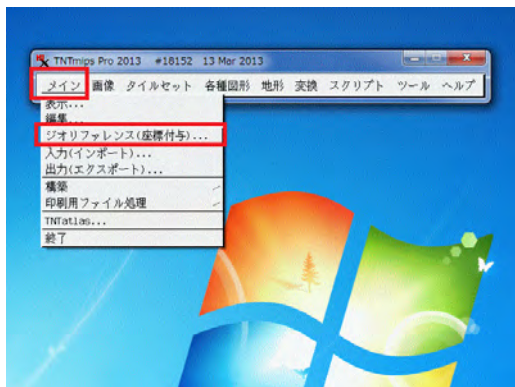 TNTmips Pro 2013 #18152 13 Mar 2013
メイン 画像 タイルセット 各種図形 地形 変換 スクリプト ツール ヘルプ
表示...
編集...
ジオリファレンス(座標付与)...
入力(インポート)...
出力(エクスポート)...
構築
印刷用ファイル処理
TNTatlas...
終了